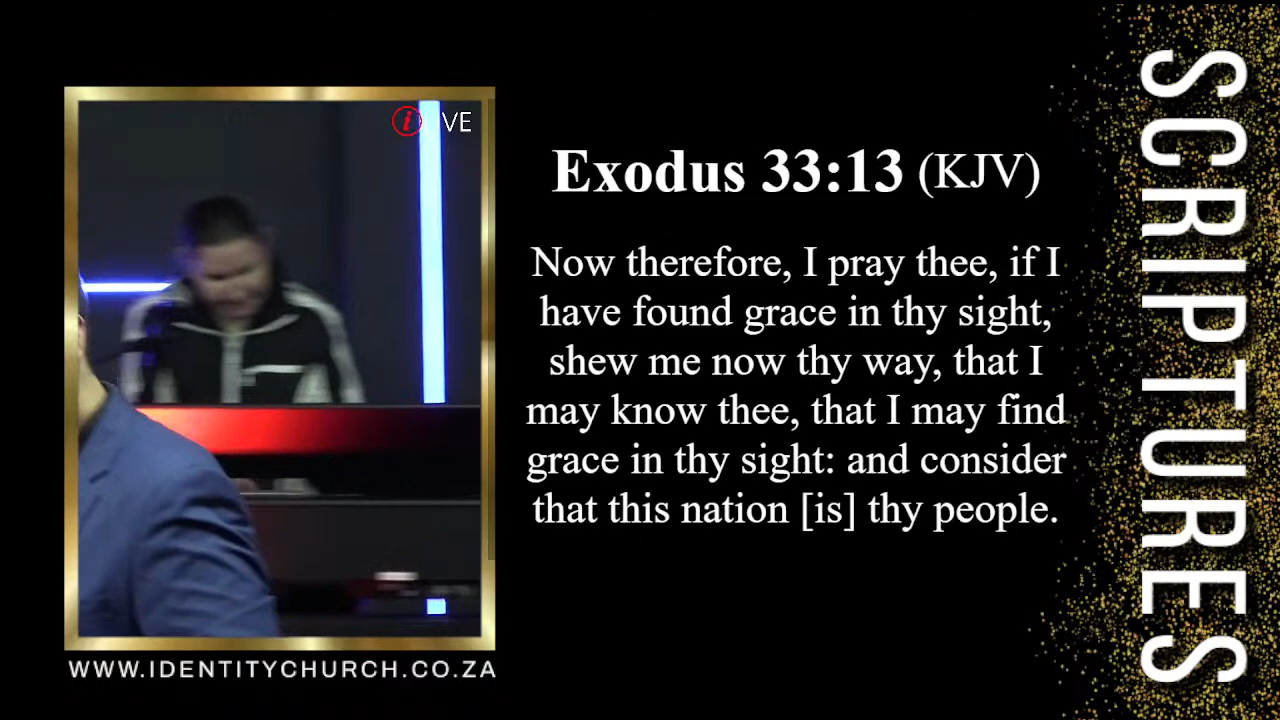 i VE
Exodus 33:13 (KJV)
Now therefore, I pray thee, if I
have found grace in thy sight,
shew me now thy way, that I
may know thee, that I may find
grace in thy sight: and consider
that this nation [is] thy people.
WWW.IDENTITYCHURCH.CO.ZA
SCRIPTURES